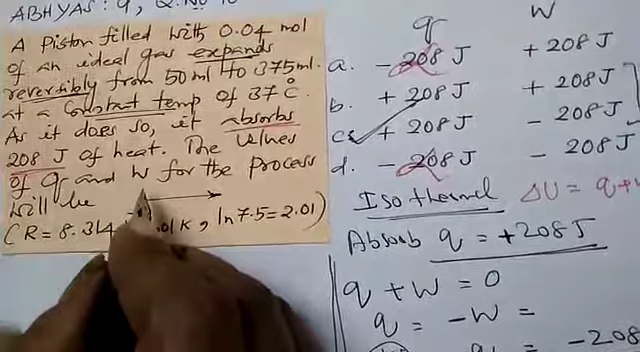 ABHYAS: 9, Q. NO 10
A Piston filled with 0.04 mol
of an ideal gas expands
reversibly from 50 ml to 375 ml.
at a constant temp of 37°C.
As it does so, it absorbs
208 J of heat. The values
of q and W for the process
will be
(R = 8.314 K, ln 7.5 = 2.01)
q W
a. - 208 J + 208 J
b. + 208 J + 208 J
c. + 208 J - 208 J
d. - 208 J - 208 J
Isothermal ΔU = q + W
Absorb q = +208 J
q + W = 0
q = - W =
= -208